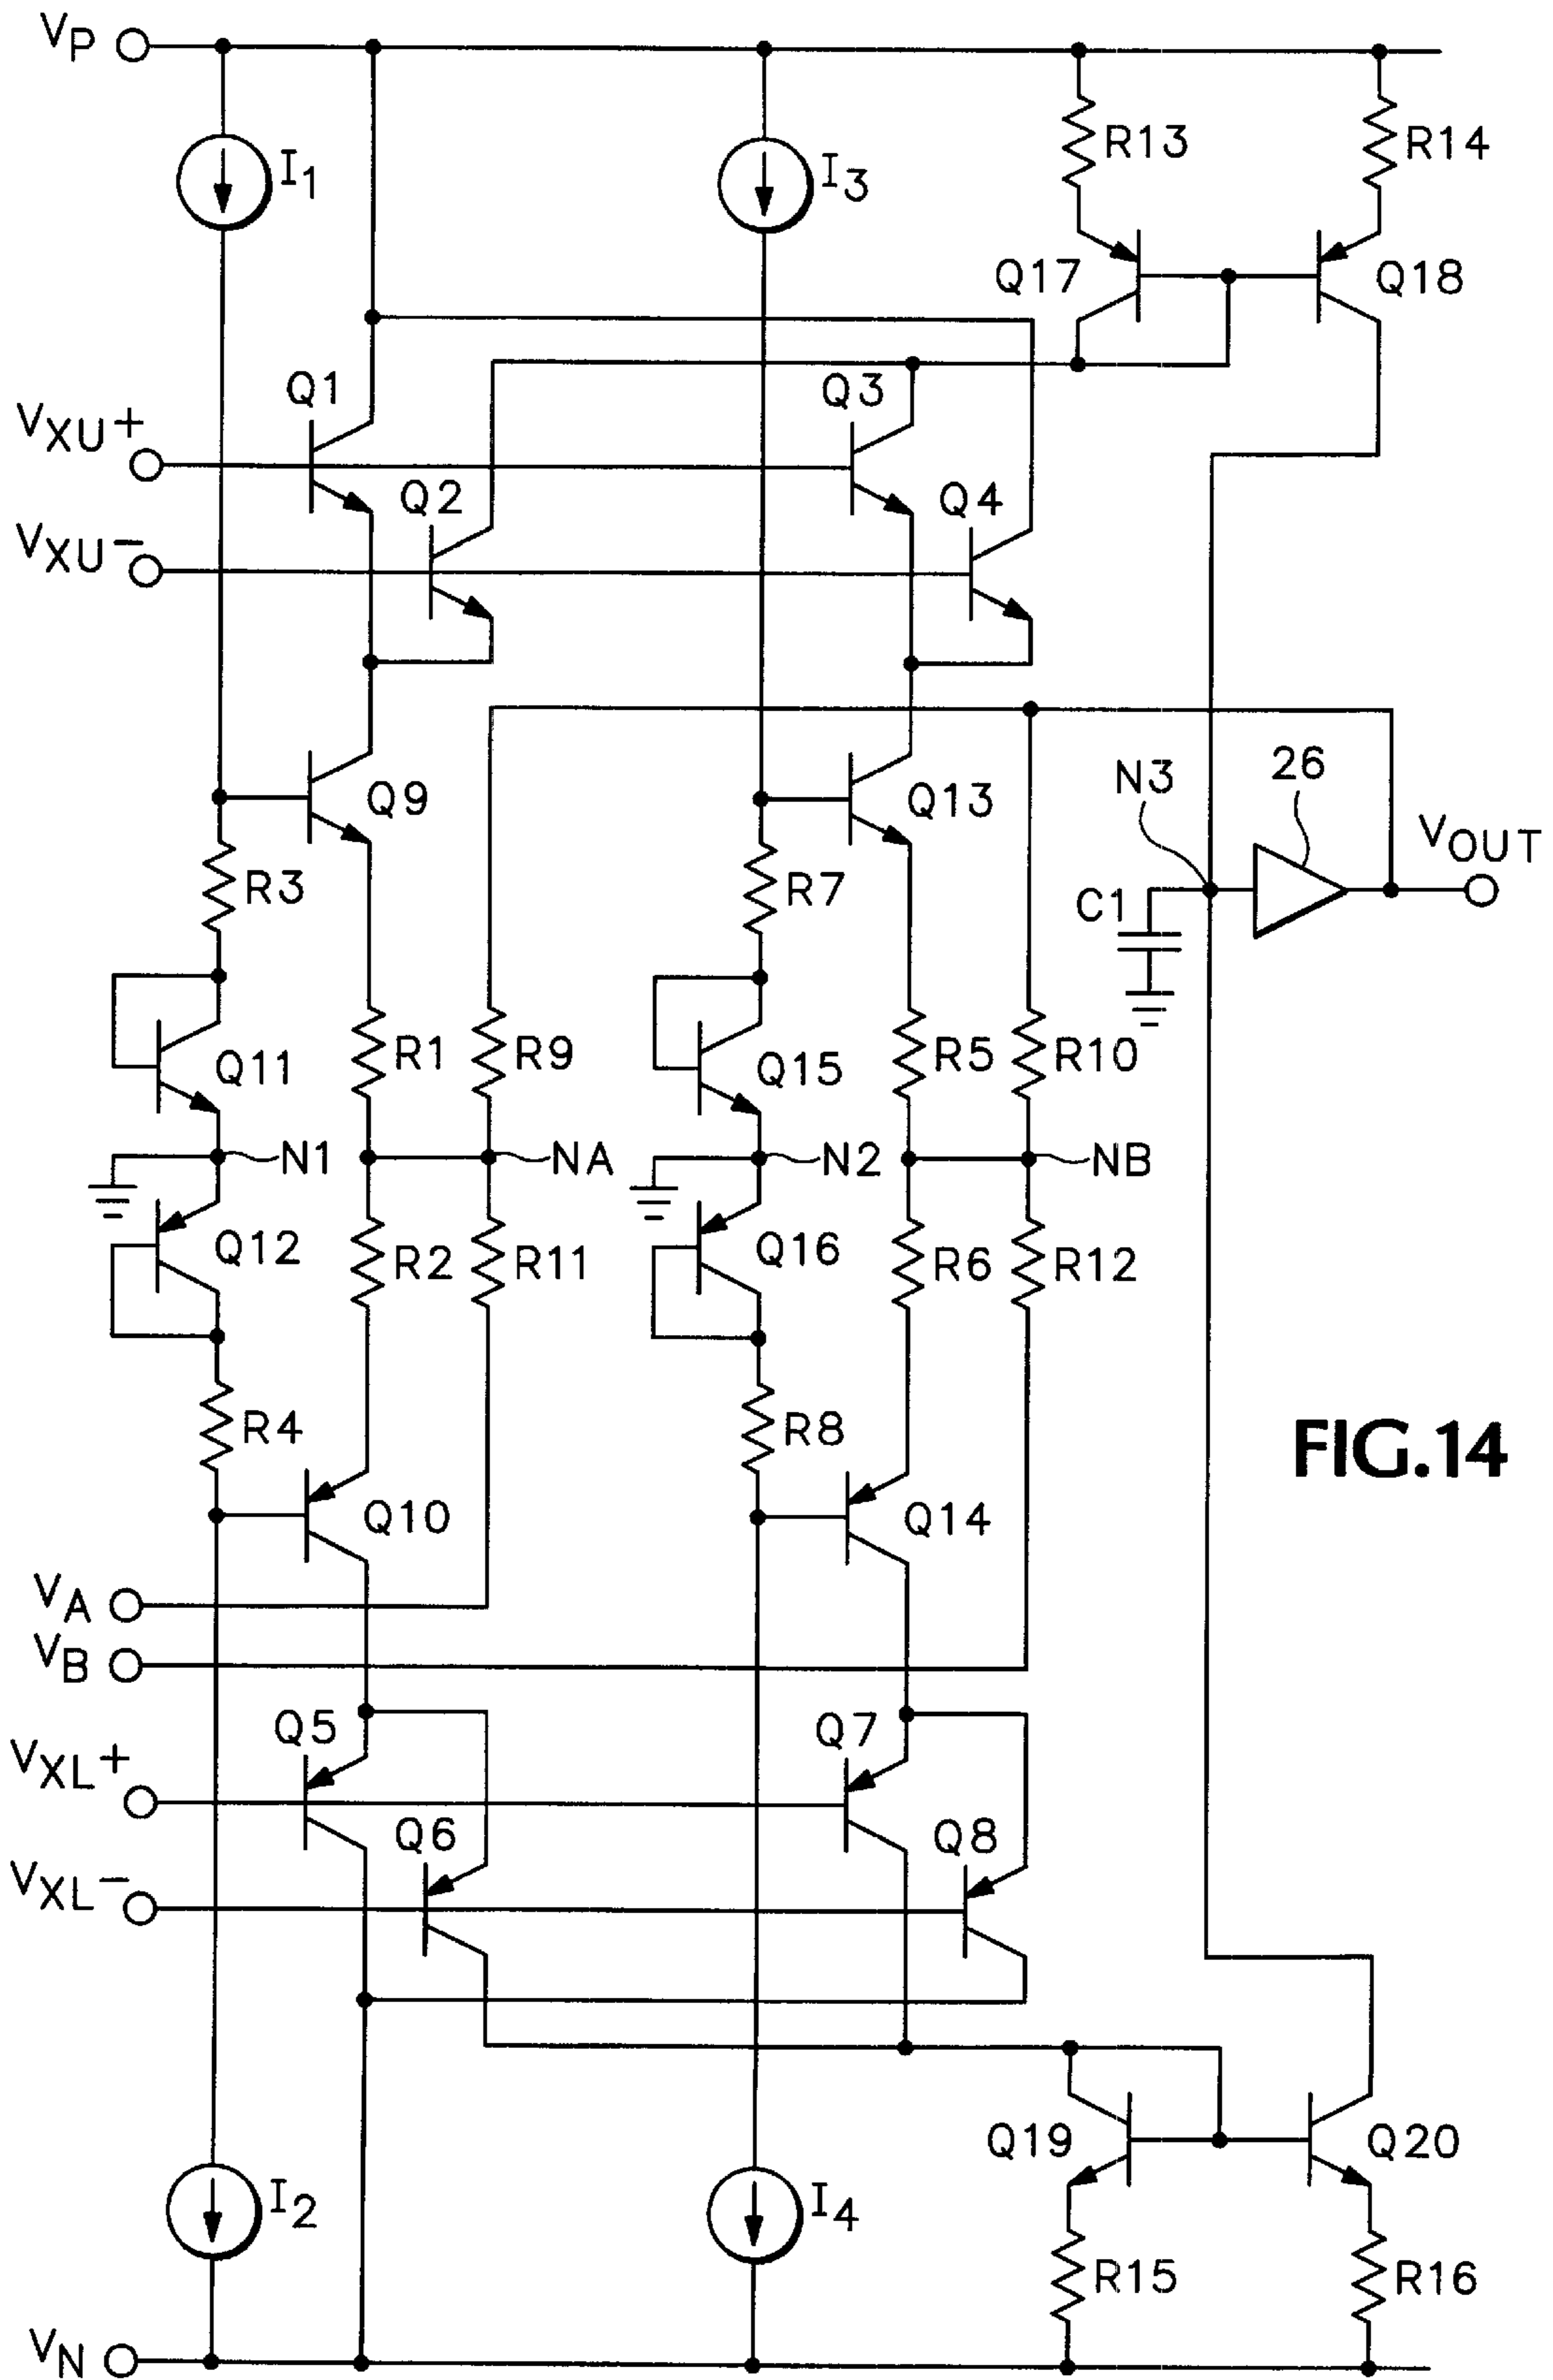 VP
I1
I3
R13
R14
Q17
Q18
Q1
Q3
VXU+
Q2
Q4
VXU−
Q9
Q13
N3
26
VOUT
R3
R7
C1
Q11
R1
R9
Q15
R5
R10
N1
NA
N2
NB
Q12
R2
R11
Q16
R6
R12
R4
R8
FIG.14
Q10
Q14
VA
VB
Q5
Q7
VXL+
Q6
Q8
VXL−
Q19
Q20
I2
I4
R15
R16
VN